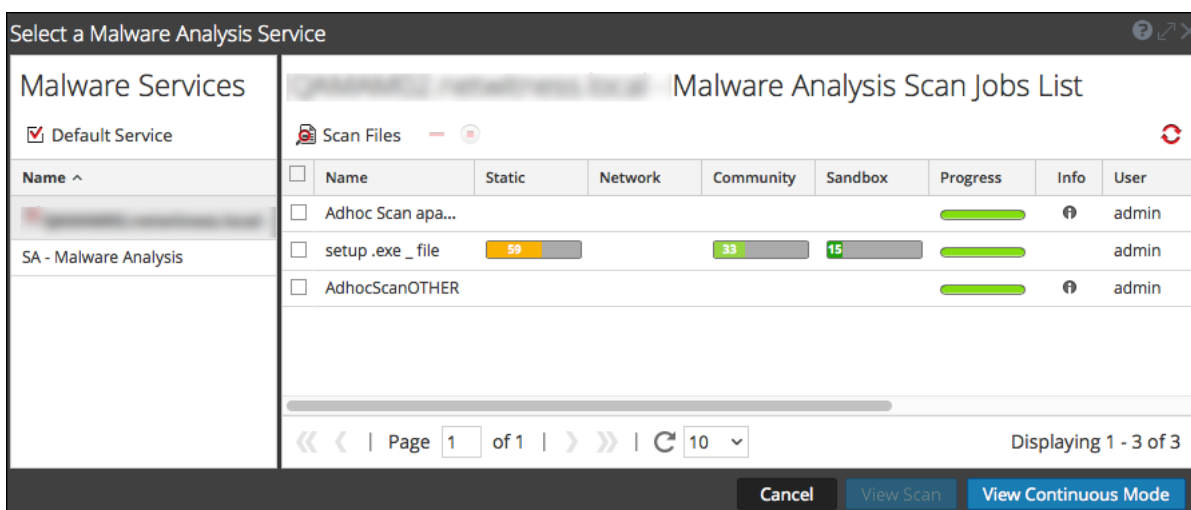 Select a Malware Analysis Service
Malware Services
Malware Analysis Scan Jobs List
Default Service
Scan Files
Name
Name Static Network Community Sandbox Progress Info User
Adhoc Scan apa... admin
SA - Malware Analysis
setup .exe _ file 59 33 15 admin
AdhocScanOTHER admin
Page 1 of 1 10 Displaying 1 - 3 of 3
Cancel View Scan View Continuous Mode